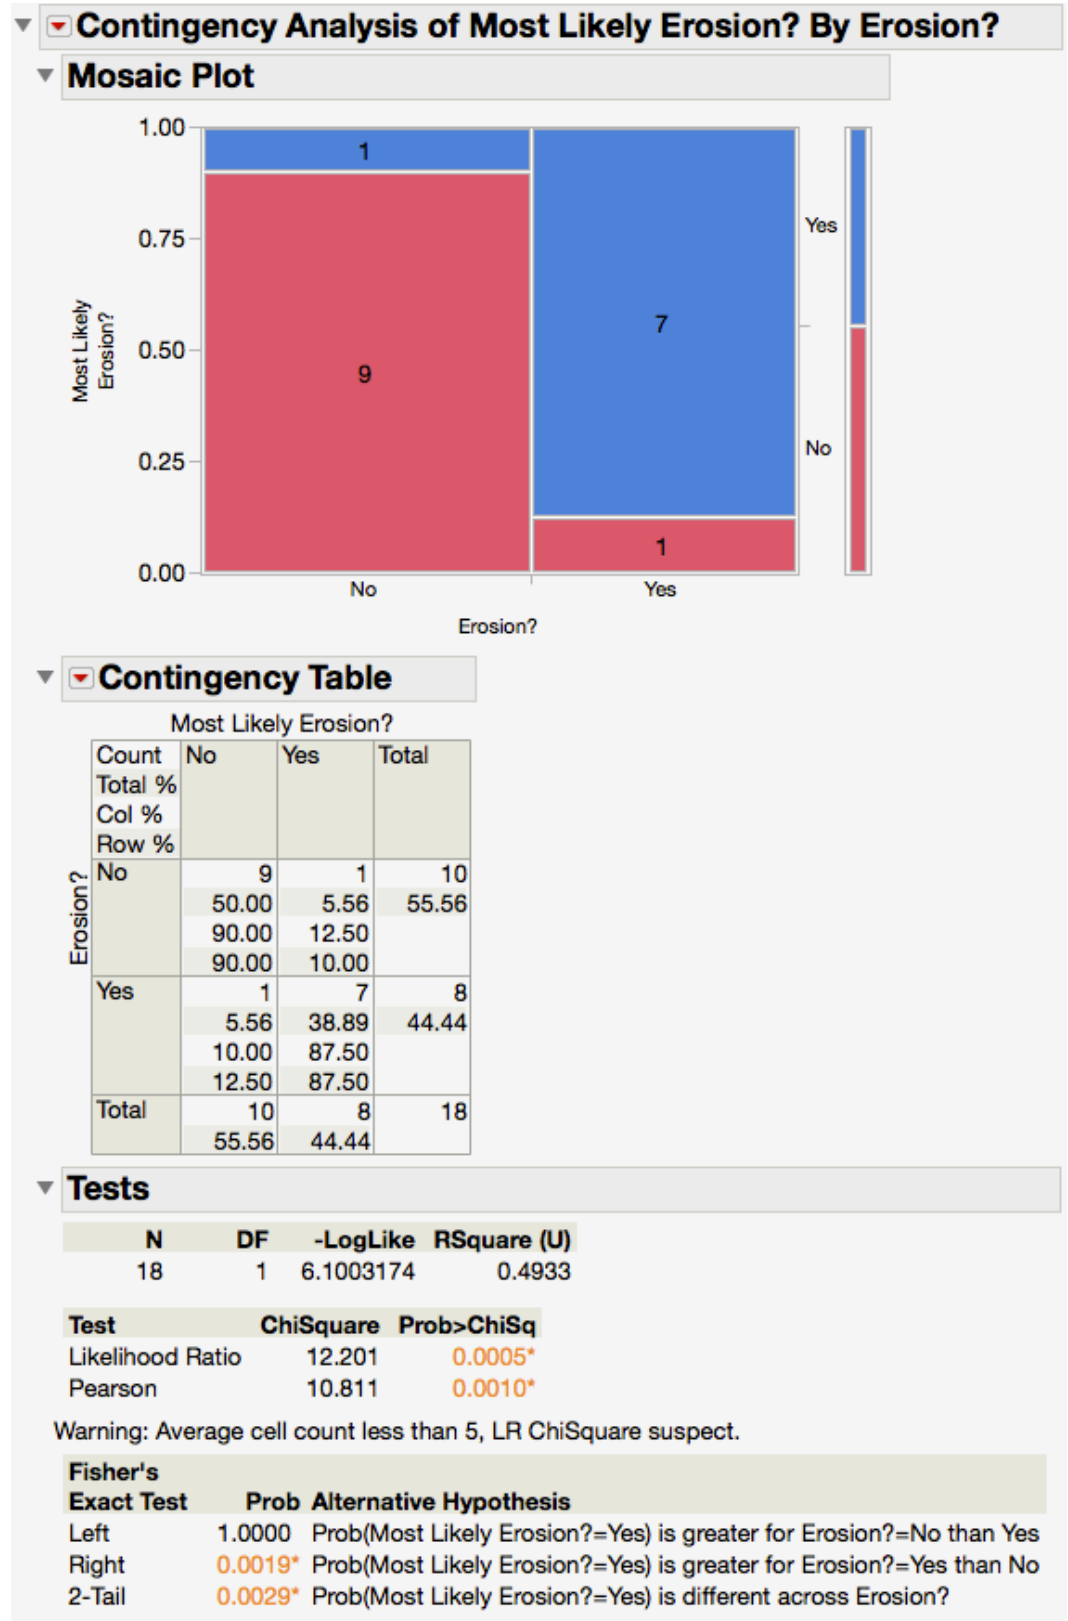 Contingency Analysis of Most Likely Erosion? By Erosion?
Mosaic Plot
1.00
0.75
0.50
0.25
0.00
Most Likely
Erosion?
1
9
7
1
Yes
No
No Yes
Erosion?
Contingency Table
Most Likely Erosion?
Erosion?
Count No Yes Total
Total %
Col %
Row %
No 9 1 10
50.00 5.56 55.56
90.00 12.50
90.00 10.00
Yes 1 7 8
5.56 38.89 44.44
10.00 87.50
12.50 87.50
Total 10 8 18
55.56 44.44
Tests
N DF -LogLike RSquare (U)
18 1 6.1003174 0.4933
Test ChiSquare Prob>ChiSq
Likelihood Ratio 12.201 0.0005*
Pearson 10.811 0.0010*
Warning: Average cell count less than 5, LR ChiSquare suspect.
Fisher's
Exact Test Prob Alternative Hypothesis
Left 1.0000 Prob(Most Likely Erosion?=Yes) is greater for Erosion?=No than Yes
Right 0.0019* Prob(Most Likely Erosion?=Yes) is greater for Erosion?=Yes than No
2-Tail 0.0029* Prob(Most Likely Erosion?=Yes) is different across Erosion?